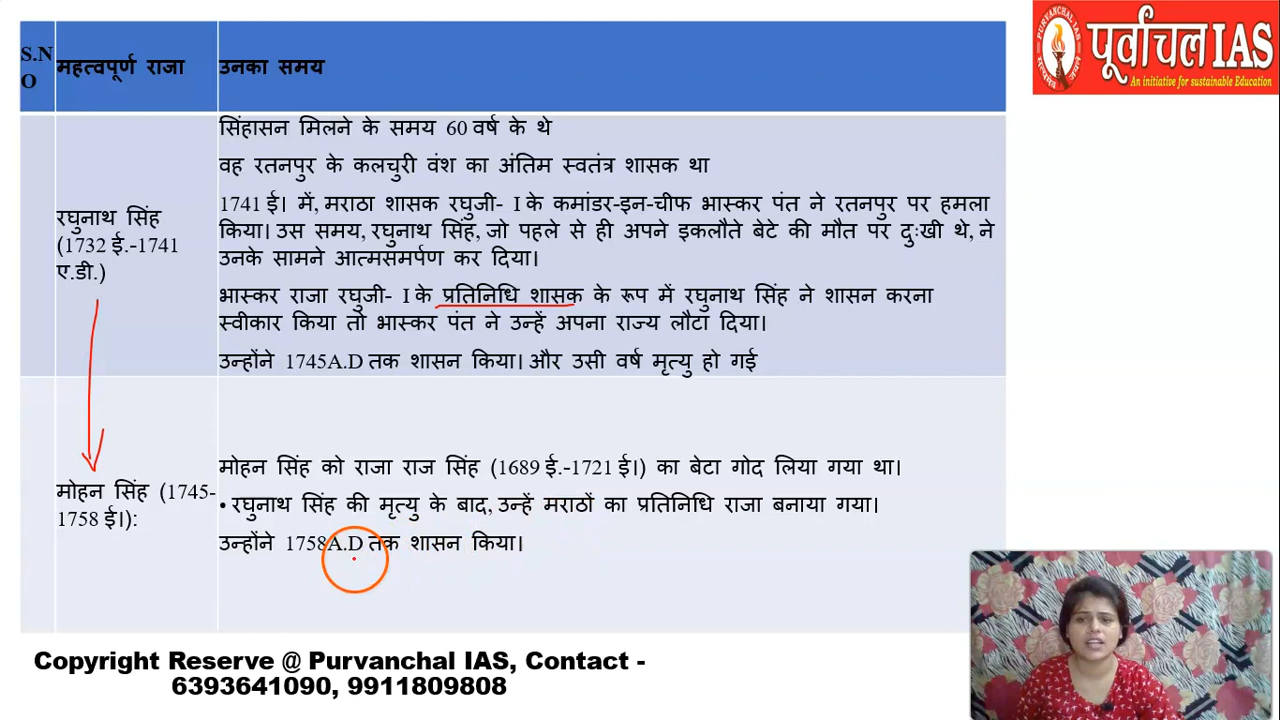 S.N
O
महत्वपूर्ण राजा
उनका समय
रघुनाथ सिंह
(1732 ई.-1741
ए.डी.)
सिंहासन मिलने के समय 60 वर्ष के थे
वह रतनपुर के कलचुरी वंश का अंतिम स्वतंत्र शासक था
1741 ई। में, मराठा शासक रघुजी- I के कमांडर-इन-चीफ भास्कर पंत ने रतनपुर पर हमला
किया। उस समय, रघुनाथ सिंह, जो पहले से ही अपने इकलौते बेटे की मौत पर दुःखी थे, ने
उनके सामने आत्मसमर्पण कर दिया।
भास्कर राजा रघुजी- I के प्रतिनिधि शासक के रूप में रघुनाथ सिंह ने शासन करना
स्वीकार किया तो भास्कर पंत ने उन्हें अपना राज्य लौटा दिया।
उन्होंने 1745A.D तक शासन किया। और उसी वर्ष मृत्यु हो गई
मोहन सिंह (1745-
1758 ई।):
मोहन सिंह को राजा राज सिंह (1689 ई.-1721 ई।) का बेटा गोद लिया गया था।
• रघुनाथ सिंह की मृत्यु के बाद, उन्हें मराठों का प्रतिनिधि राजा बनाया गया।
उन्होंने 1758A.D तक शासन किया।
पूर्वांचल IAS
An initiative for sustainable Education
PURVANCHAL IAS
Copyright Reserve @ Purvanchal IAS, Contact -
6393641090, 9911809808